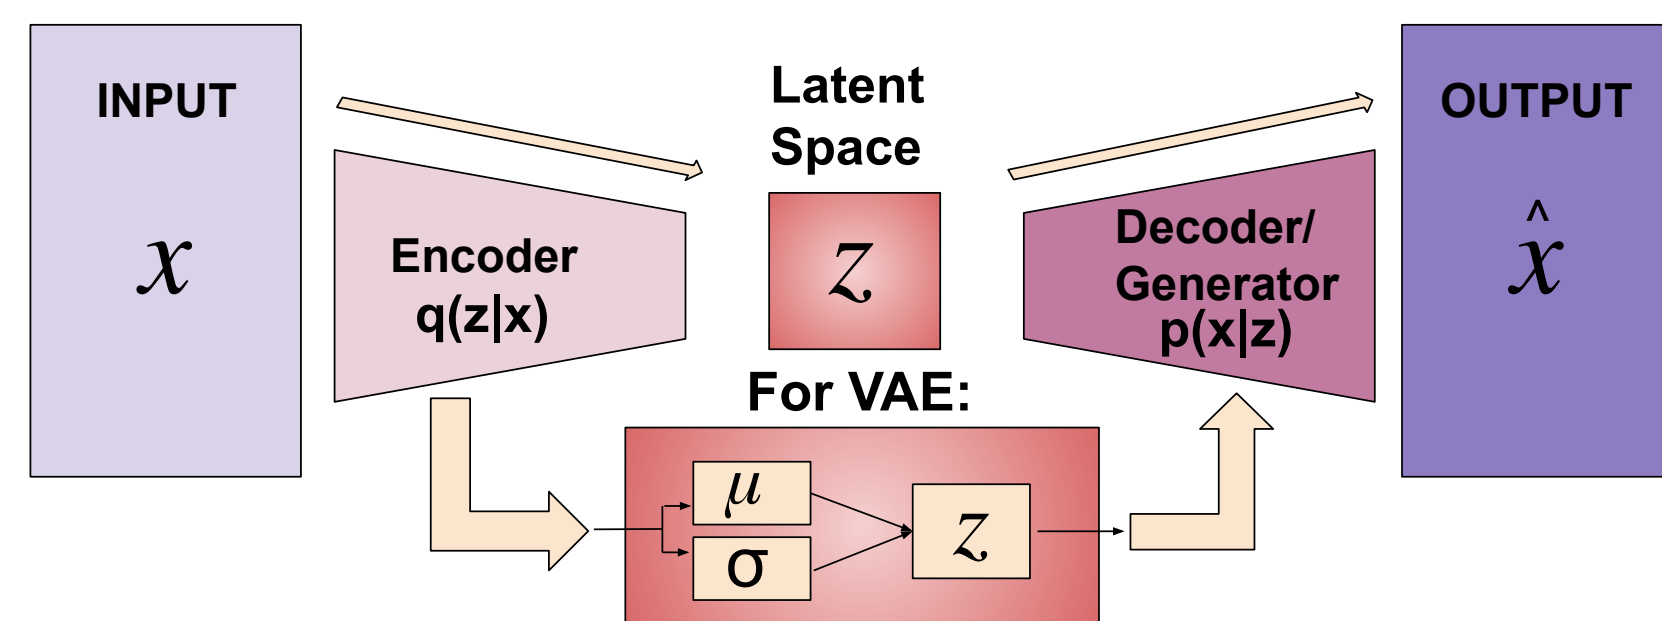 INPUT
x
Encoder
q(z|x)
Latent
Space
z
Decoder/
Generator
p(x|z)
OUTPUT
x̂
For VAE:
μ
σ
z